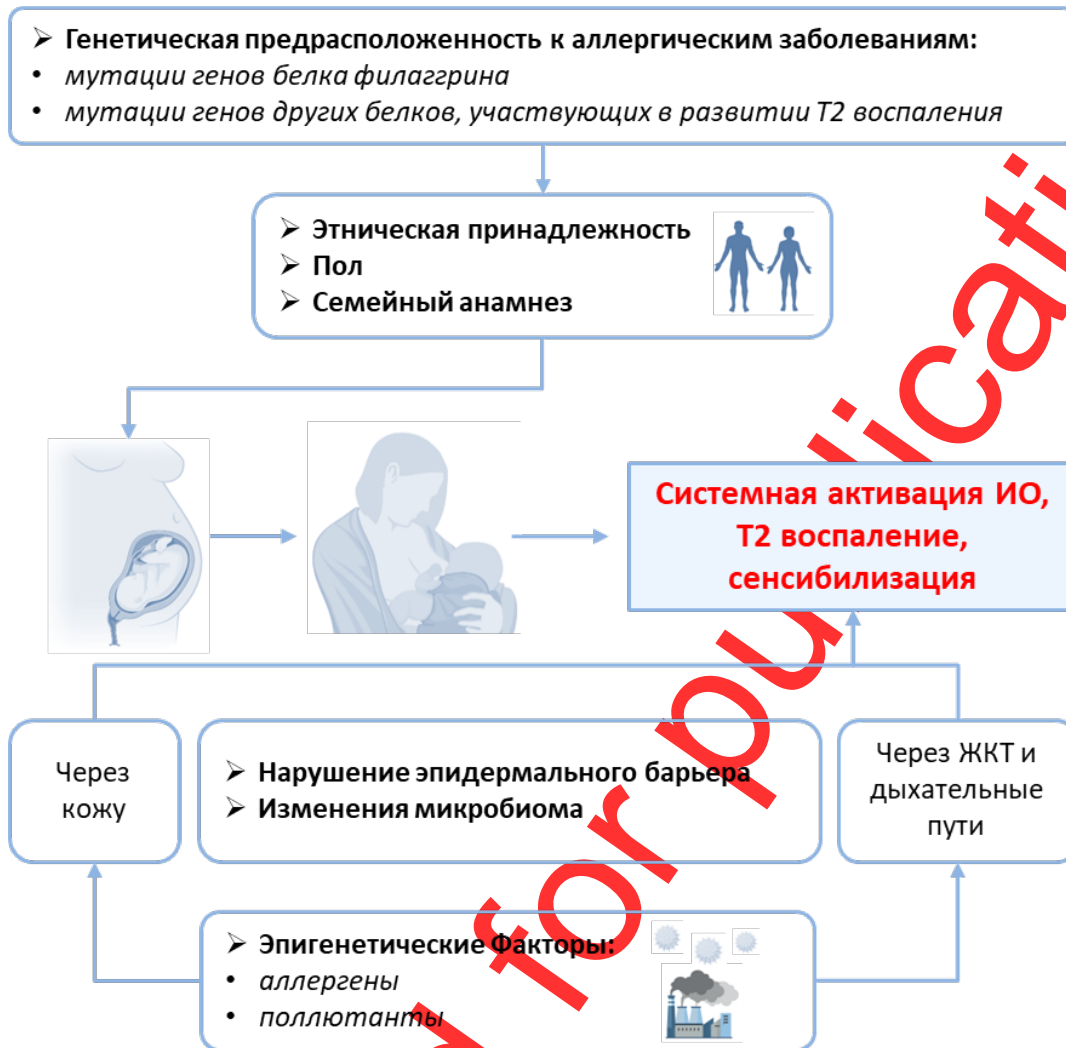 ➢ Генетическая предрасположенность к аллергическим заболеваниям:
• мутации генов белка филаггрина
• мутации генов других белков, участвующих в развитии Т2 воспаления
➢ Этническая принадлежность
➢ Пол
➢ Семейный анамнез
Системная активация ИО,
Т2 воспаление,
сенсибилизация
Через
кожу
➢ Нарушение эпидермального барьера
➢ Изменения микробиома
Через ЖКТ и
дыхательные
пути
➢ Эпигенетические Факторы:
• аллергены
• поллютанты
for